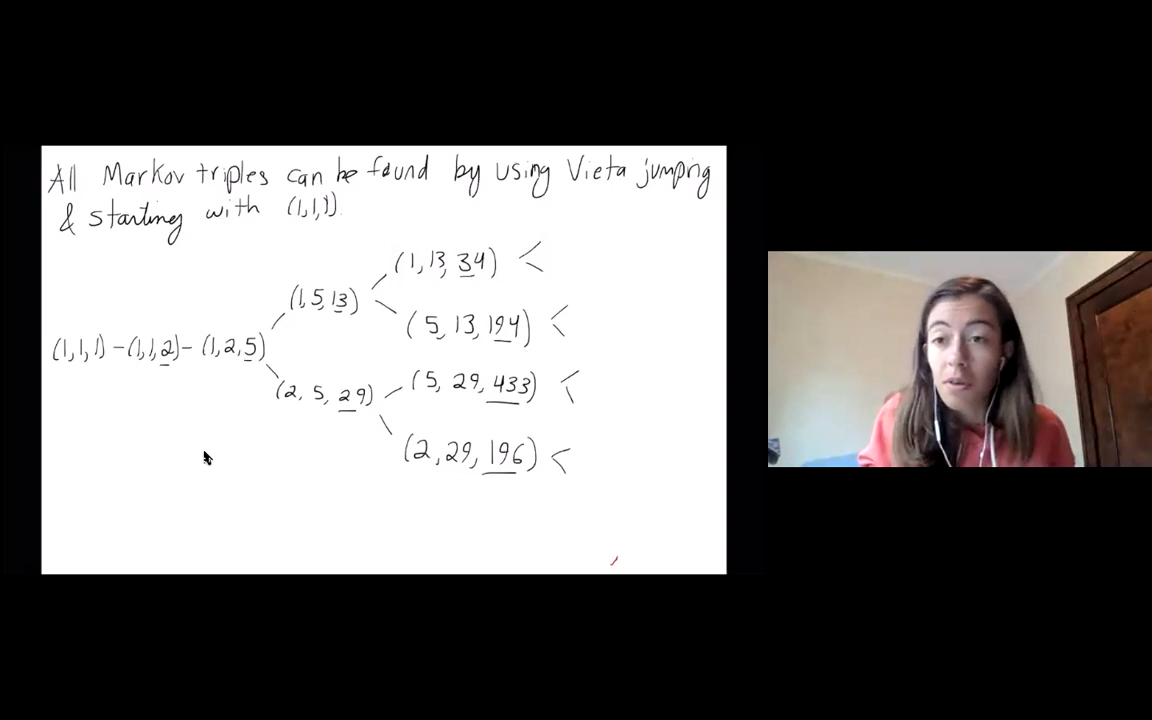 All Markov triples can be found by using Vieta jumping
& starting with (1,1,1).
(1,13,34) <
(1,5,13)
(5,13,194) <
(1,1,1) – (1,1,2) – (1,2,5)
(5,29,433) <
(2,5,29)
(2,29,196) <